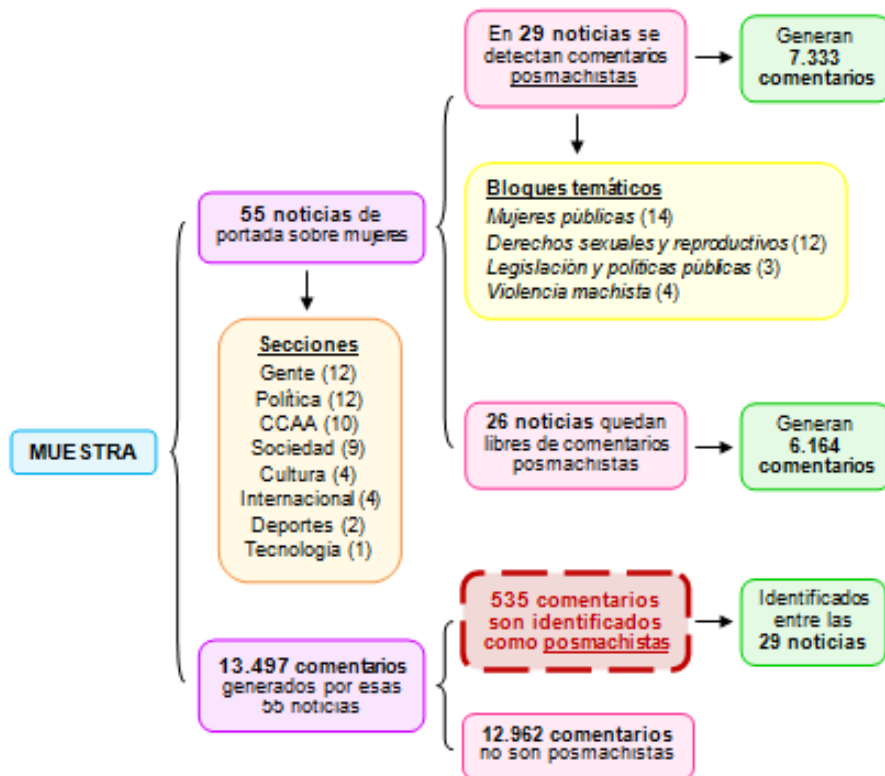 MUESTRA
55 noticias de
portada sobre mujeres
Secciones
Gente (12)
Política (12)
CCAA (10)
Sociedad (9)
Cultura (4)
Internacional (4)
Deportes (2)
Tecnología (1)
En 29 noticias se
detectan comentarios
posmachistas
Generan
7.333
comentarios
Bloques temáticos
Mujeres públicas (14)
Derechos sexuales y reproductivos (12)
Legislación y políticas públicas (3)
Violencia machista (4)
26 noticias quedan
libres de comentarios
posmachistas
Generan
6.164
comentarios
13.497 comentarios
generados por esas
55 noticias
535 comentarios
son identificados
como posmachistas
Identificados
entre las
29 noticias
12.962 comentarios
no son posmachistas